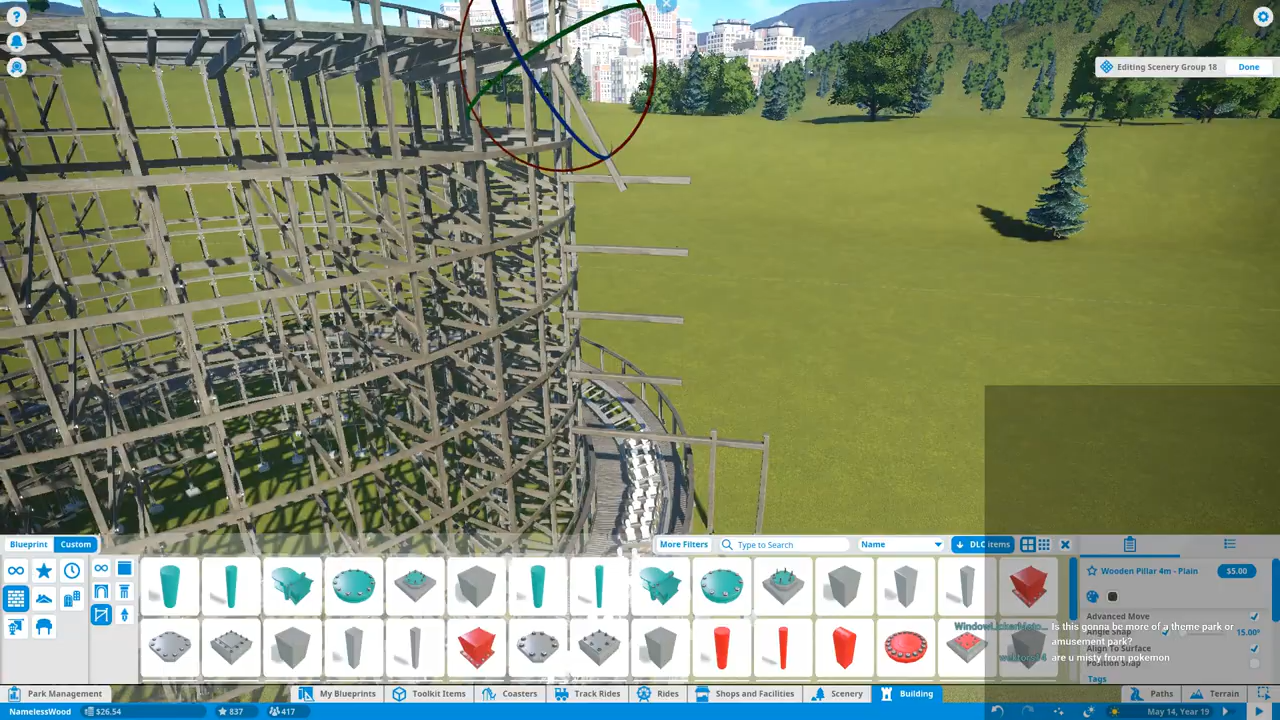 Editing Scenery Group 18
Done
Blueprint
Custom
More Filters
Type to Search
Name
DLC items
Wooden Pillar 4m - Plain
$5.00
Advanced Move
Angle Snap
15.00°
Align To Surface
Position Snap
Tags
Is this gonna be more of a theme park or
amusement park?
are u misty from pokemon
Park Management
My Blueprints
Toolkit Items
Coasters
Track Rides
Rides
Shops and Facilities
Scenery
Building
Paths
Terrain
NamelessWood
$26.54
837
417
May 14, Year 19